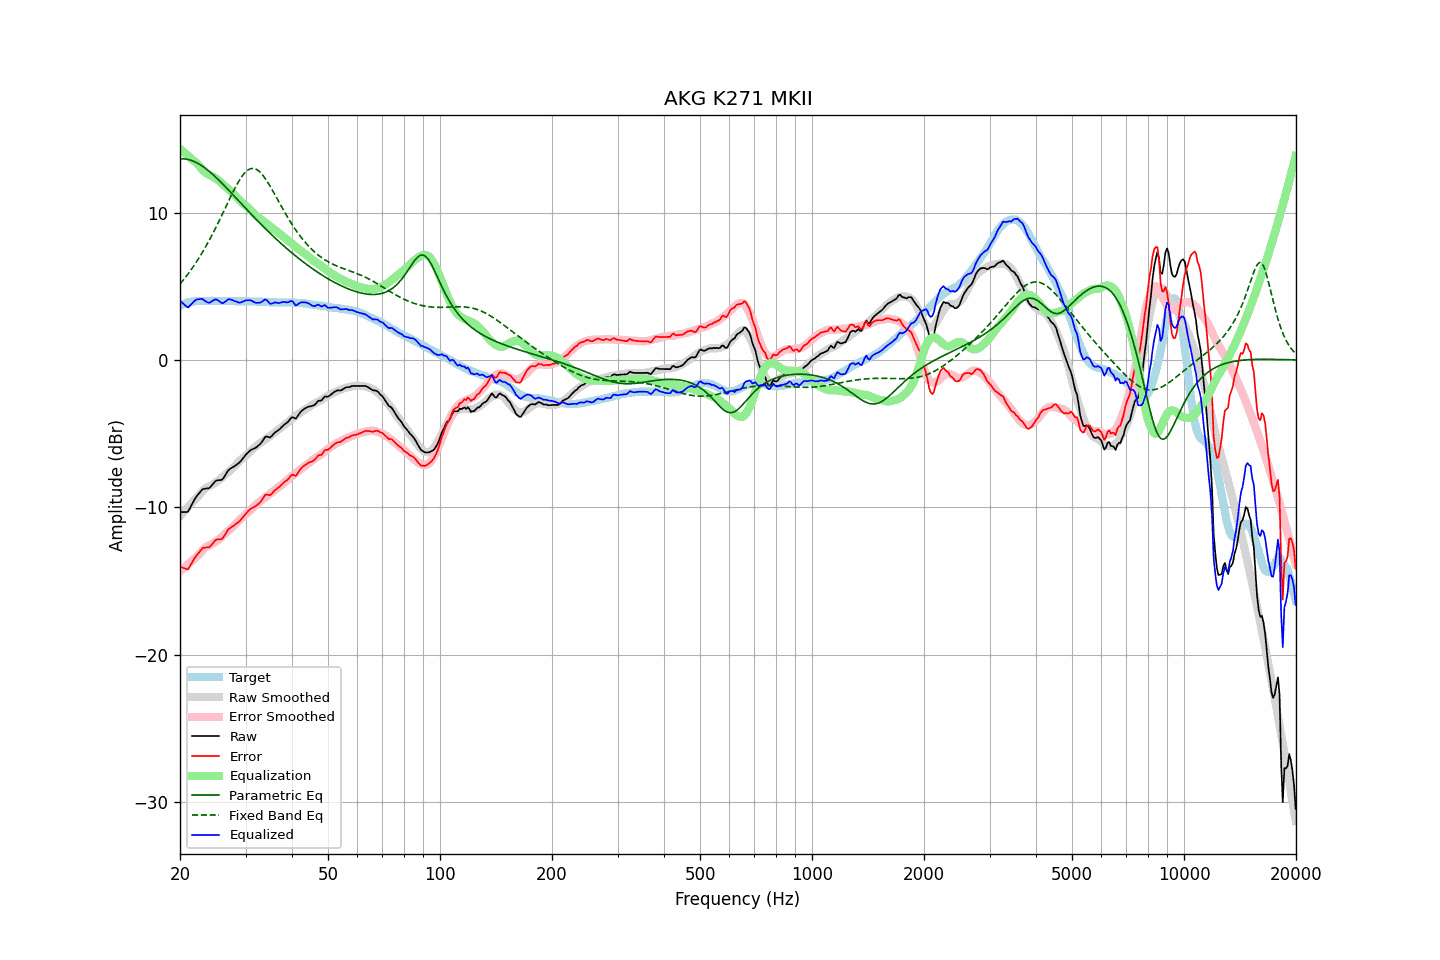 AKG K271 MKII
Amplitude (dBr)
10
0
−10
−20
−30
Target
Raw Smoothed
Error Smoothed
Raw
Error
Equalization
Parametric Eq
Fixed Band Eq
Equalized
20 50 100 200 500 1000 2000 5000 10000 20000
Frequency (Hz)